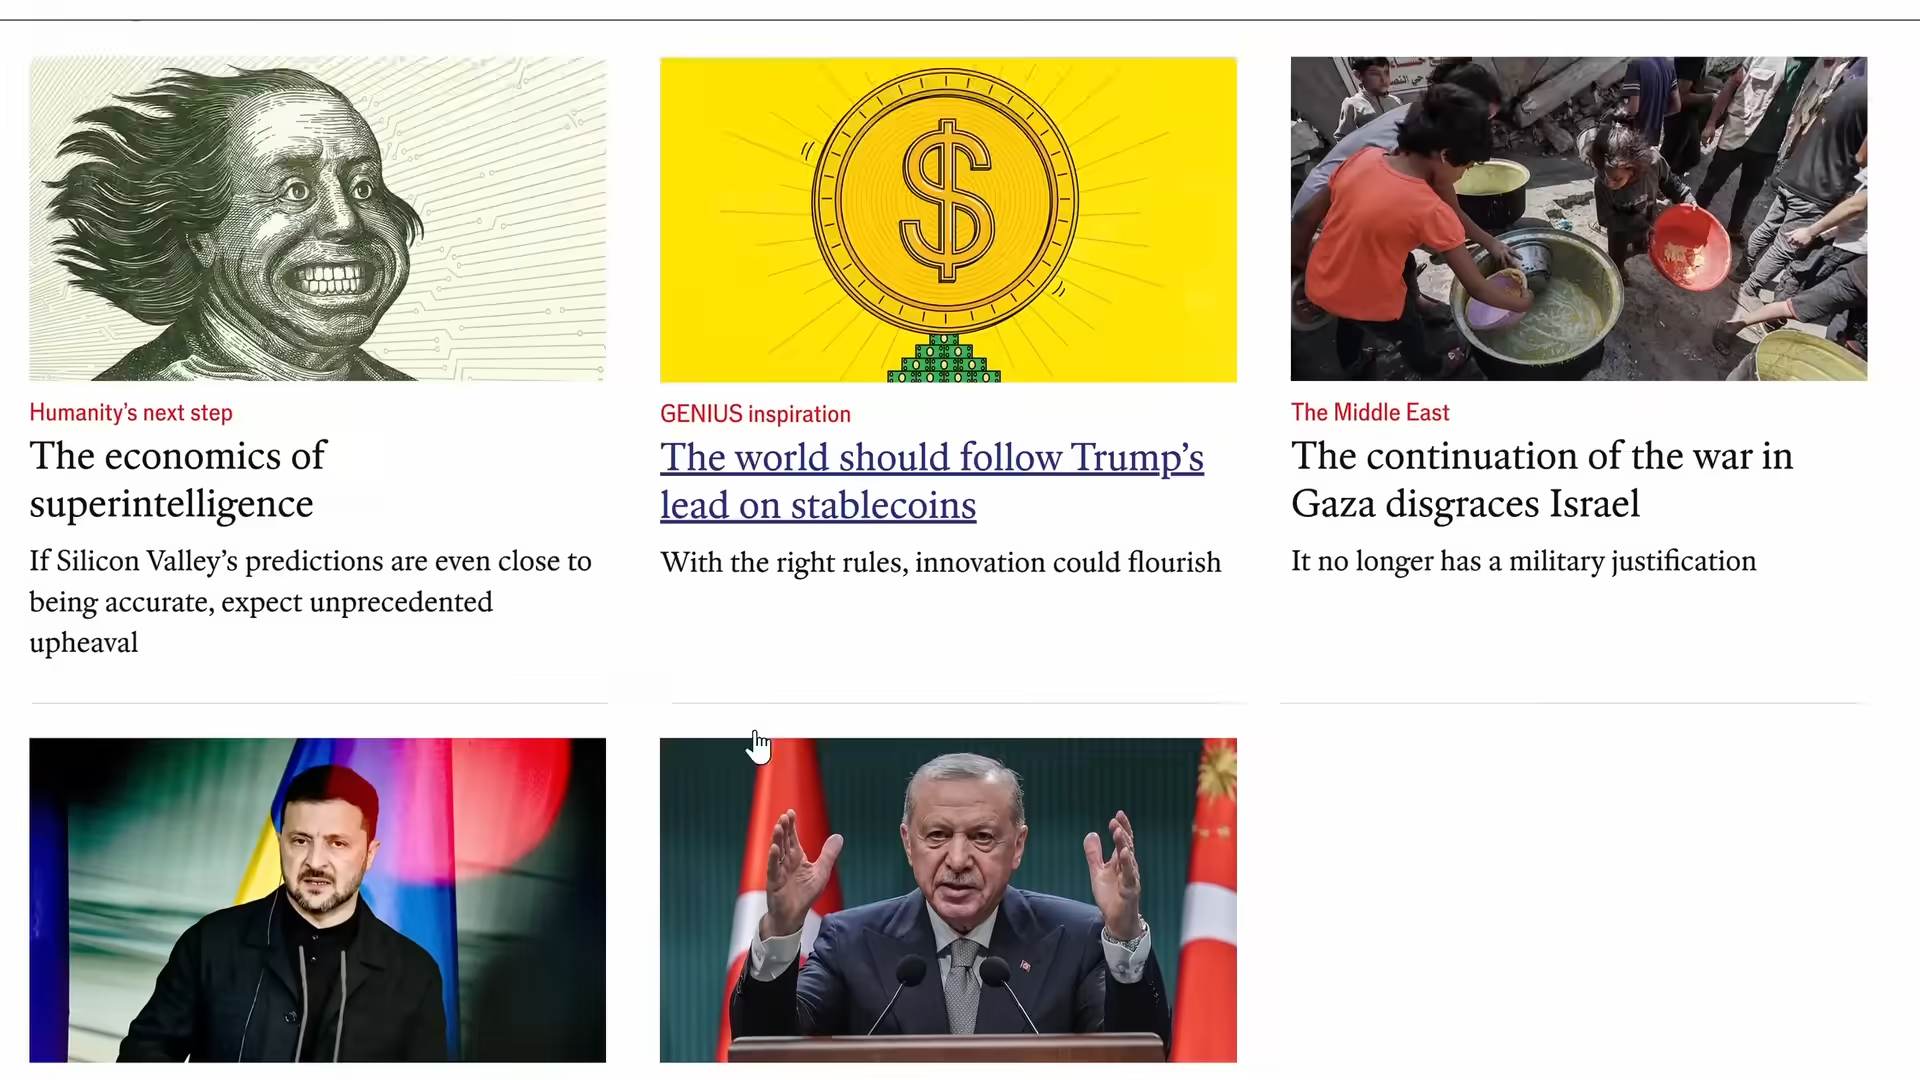 Humanity’s next step
The economics of
superintelligence
If Silicon Valley’s predictions are even close to
being accurate, expect unprecedented
upheaval
GENIUS inspiration
The world should follow Trump’s
lead on stablecoins
With the right rules, innovation could flourish
The Middle East
The continuation of the war in
Gaza disgraces Israel
It no longer has a military justification